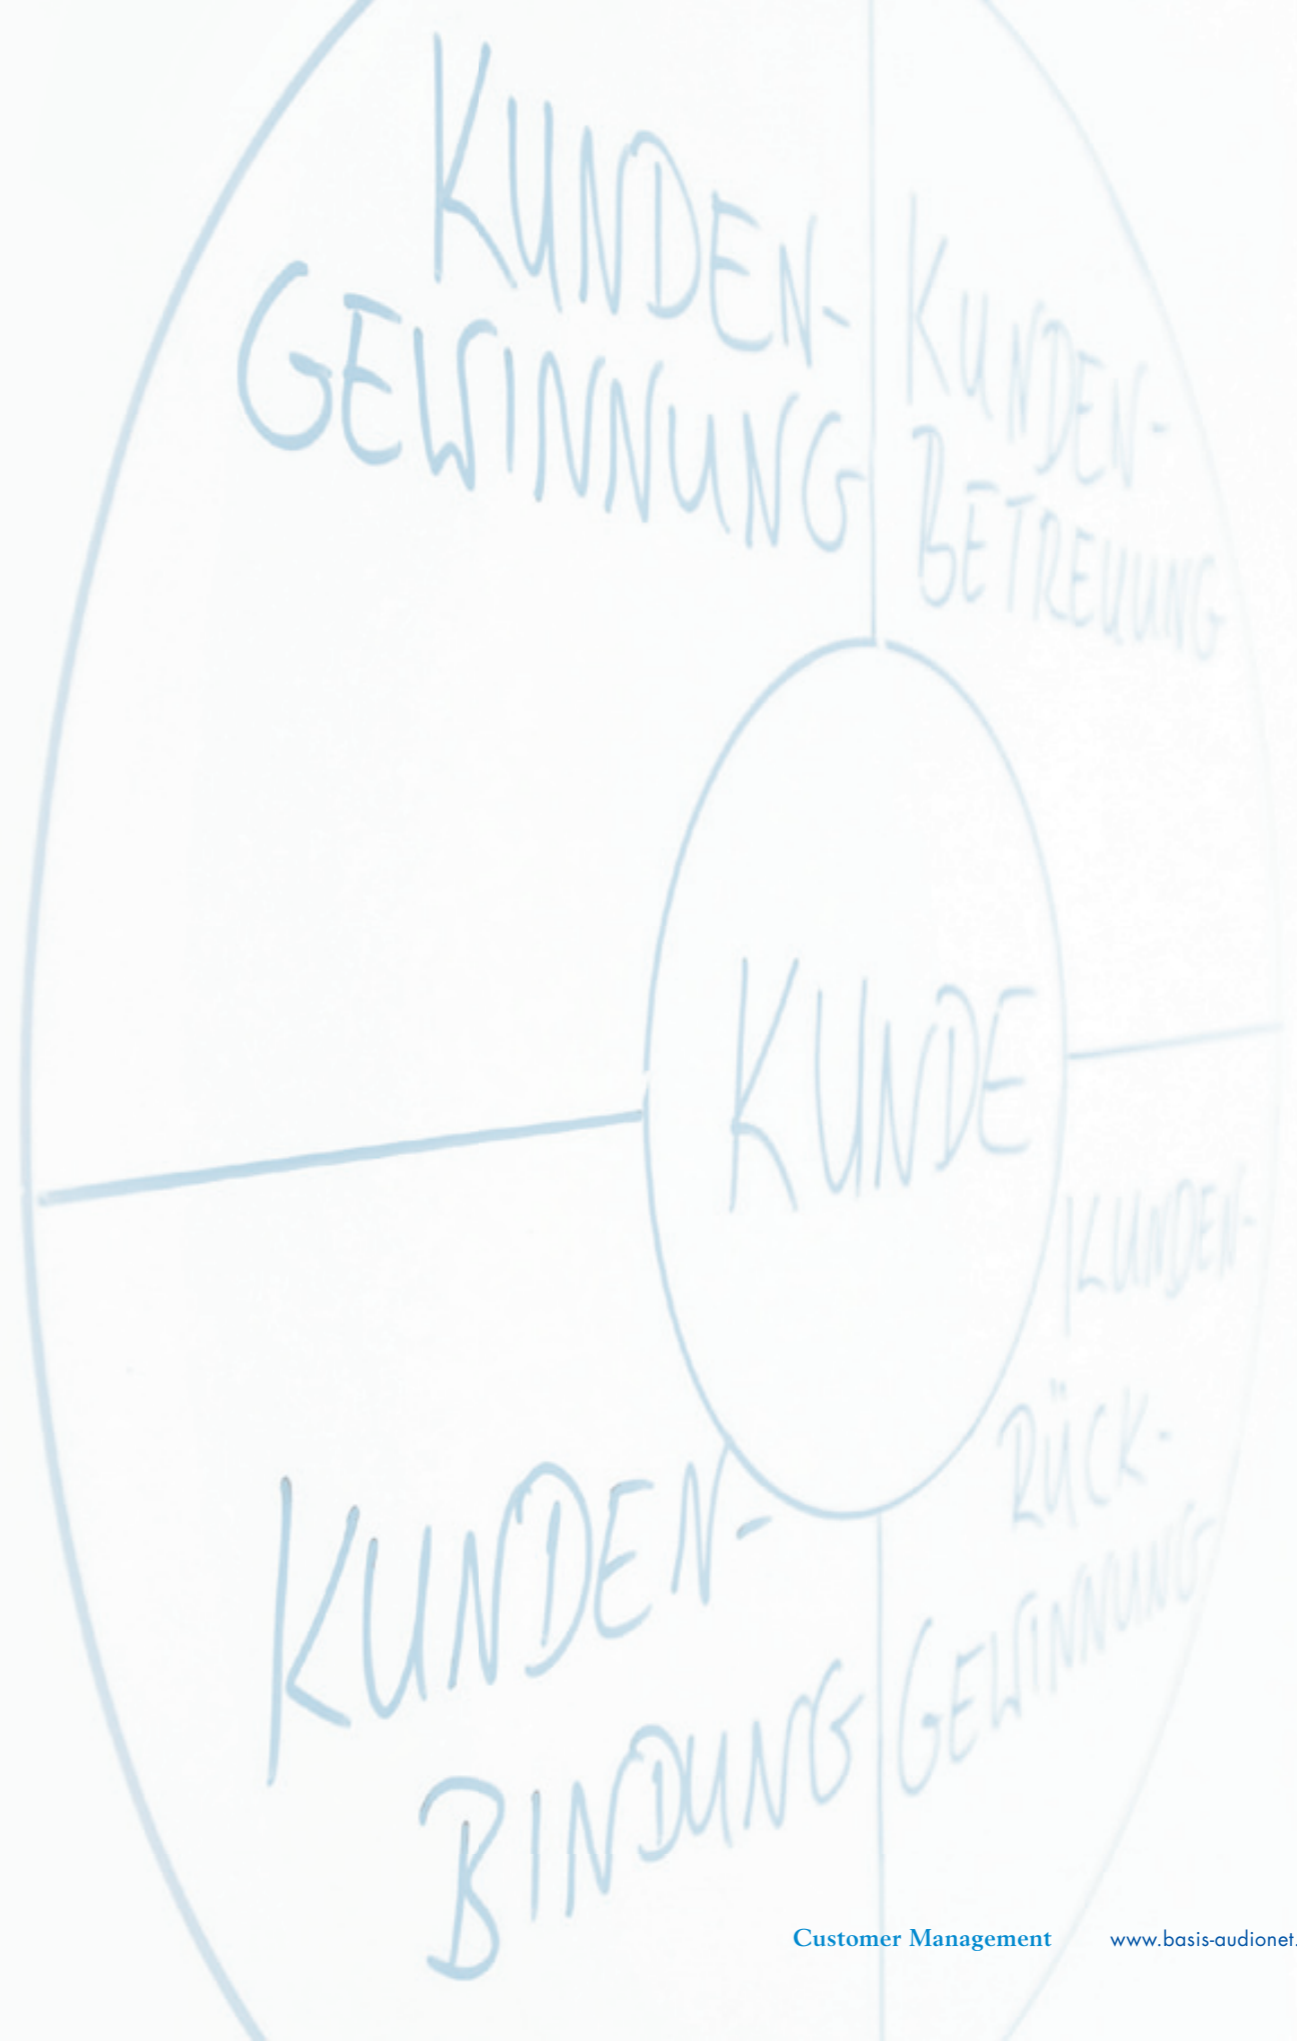 KUNDEN-
GEWINNUNG
KUNDEN-
BETREUUNG
KUNDE
KUNDEN-
RÜCK-
GEWINNUNG
KUNDEN-
BINDUNG
Customer Management
www.basis-audionet.